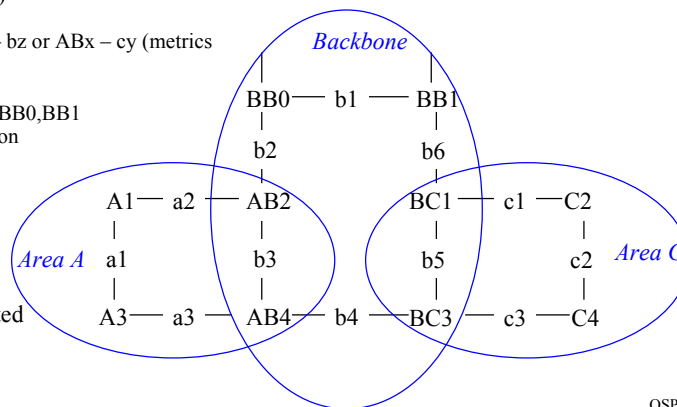 – bz or ABx – cy (metrics
Backbone
BB0 b1 BB1
BB0,BB1
on
b2 b6
A1 a2 AB2 BC1 c1 C2
Area A a1 b3 b5 c2 Area C
ted
A3 a3 AB4 b4 BC3 c3 C4
OSP